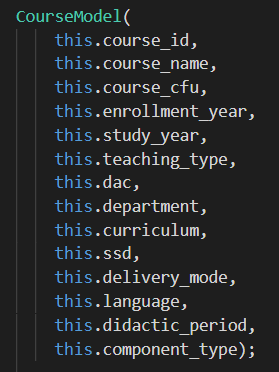 CourseModel(
this.course_id,
this.course_name,
this.course_cfu,
this.enrollment_year,
this.study_year,
this.teaching_type,
this.dac,
this.department,
this.curriculum,
this.ssd,
this.delivery_mode,
this.language,
this.didactic_period,
this.component_type);